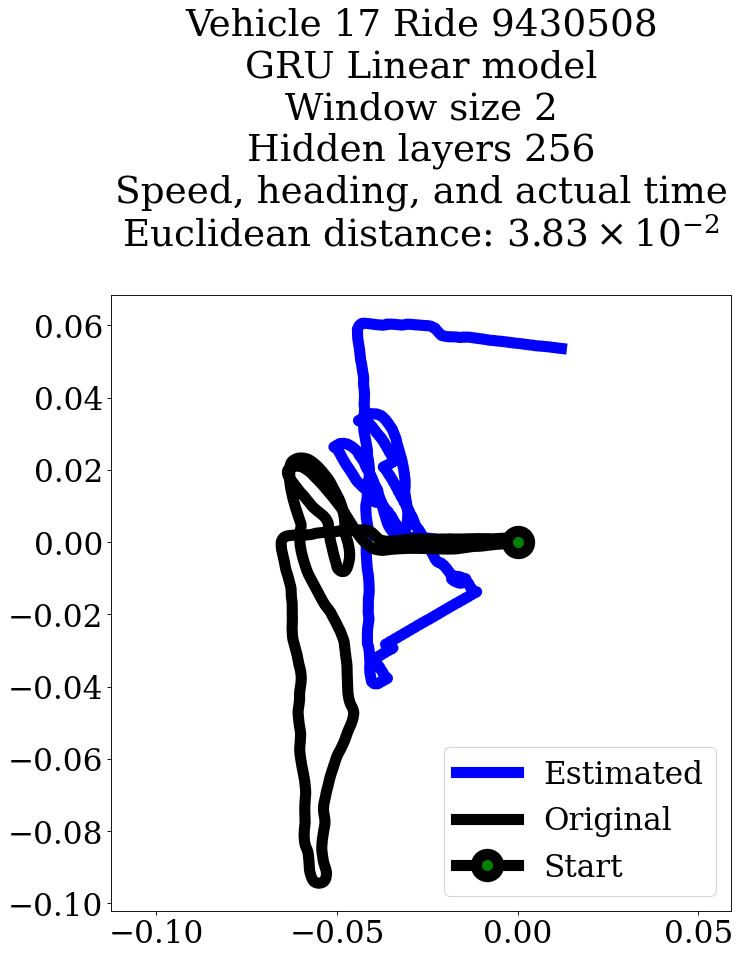 Vehicle 17 Ride 9430508
GRU Linear model
Window size 2
Hidden layers 256
Speed, heading, and actual time
Euclidean distance: 3.83 × 10⁻²
0.06
0.04
0.02
0.00
−0.02
−0.04
−0.06
−0.08
−0.10
Estimated
Original
Start
−0.10 −0.05 0.00 0.05